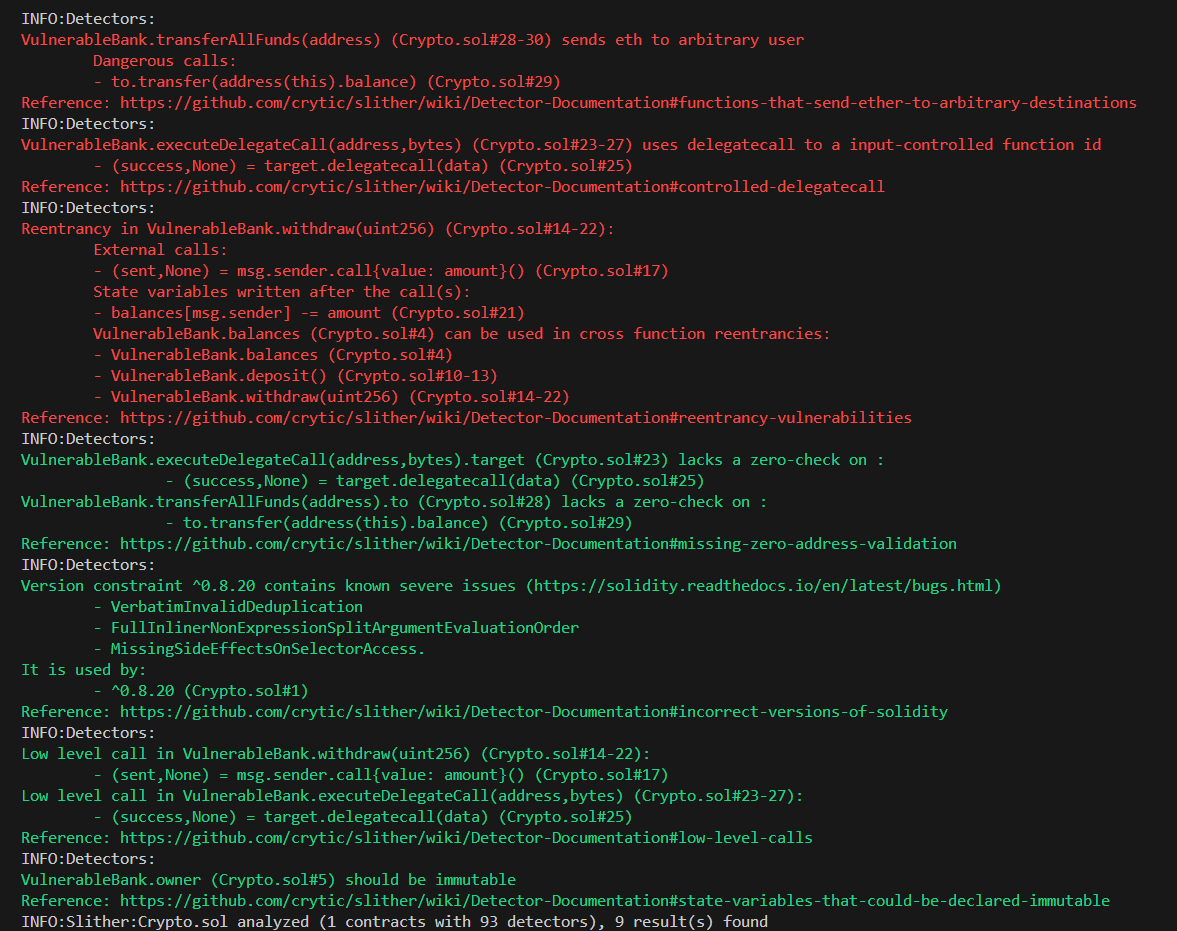 INFO:Detectors:
VulnerableBank.transferAllFunds(address) (Crypto.sol#28-30) sends eth to arbitrary user
        Dangerous calls:
        - to.transfer(address(this).balance) (Crypto.sol#29)
Reference: https://github.com/crytic/slither/wiki/Detector-Documentation#functions-that-send-ether-to-arbitrary-destinations
INFO:Detectors:
VulnerableBank.executeDelegateCall(address,bytes) (Crypto.sol#23-27) uses delegatecall to a input-controlled function id
        - (success,None) = target.delegatecall(data) (Crypto.sol#25)
Reference: https://github.com/crytic/slither/wiki/Detector-Documentation#controlled-delegatecall
INFO:Detectors:
Reentrancy in VulnerableBank.withdraw(uint256) (Crypto.sol#14-22):
        External calls:
        - (sent,None) = msg.sender.call{value: amount}() (Crypto.sol#17)
        State variables written after the call(s):
        - balances[msg.sender] -= amount (Crypto.sol#21)
        VulnerableBank.balances (Crypto.sol#4) can be used in cross function reentrancies:
        - VulnerableBank.balances (Crypto.sol#4)
        - VulnerableBank.deposit() (Crypto.sol#10-13)
        - VulnerableBank.withdraw(uint256) (Crypto.sol#14-22)
Reference: https://github.com/crytic/slither/wiki/Detector-Documentation#reentrancy-vulnerabilities
INFO:Detectors:
VulnerableBank.executeDelegateCall(address,bytes).target (Crypto.sol#23) lacks a zero-check on :
                - (success,None) = target.delegatecall(data) (Crypto.sol#25)
VulnerableBank.transferAllFunds(address).to (Crypto.sol#28) lacks a zero-check on :
                - to.transfer(address(this).balance) (Crypto.sol#29)
Reference: https://github.com/crytic/slither/wiki/Detector-Documentation#missing-zero-address-validation
INFO:Detectors:
Version constraint ^0.8.20 contains known severe issues (https://solidity.readthedocs.io/en/latest/bugs.html)
        - VerbatimInvalidDeduplication
        - FullInlinerNonExpressionSplitArgumentEvaluationOrder
        - MissingSideEffectsOnSelectorAccess.
It is used by:
        - ^0.8.20 (Crypto.sol#1)
Reference: https://github.com/crytic/slither/wiki/Detector-Documentation#incorrect-versions-of-solidity
INFO:Detectors:
Low level call in VulnerableBank.withdraw(uint256) (Crypto.sol#14-22):
        - (sent,None) = msg.sender.call{value: amount}() (Crypto.sol#17)
Low level call in VulnerableBank.executeDelegateCall(address,bytes) (Crypto.sol#23-27):
        - (success,None) = target.delegatecall(data) (Crypto.sol#25)
Reference: https://github.com/crytic/slither/wiki/Detector-Documentation#low-level-calls
INFO:Detectors:
VulnerableBank.owner (Crypto.sol#5) should be immutable
Reference: https://github.com/crytic/slither/wiki/Detector-Documentation#state-variables-that-could-be-declared-immutable
INFO:Slither:Crypto.sol analyzed (1 contracts with 93 detectors), 9 result(s) found